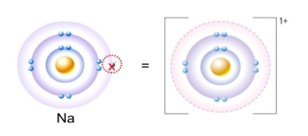 =
1+
Na